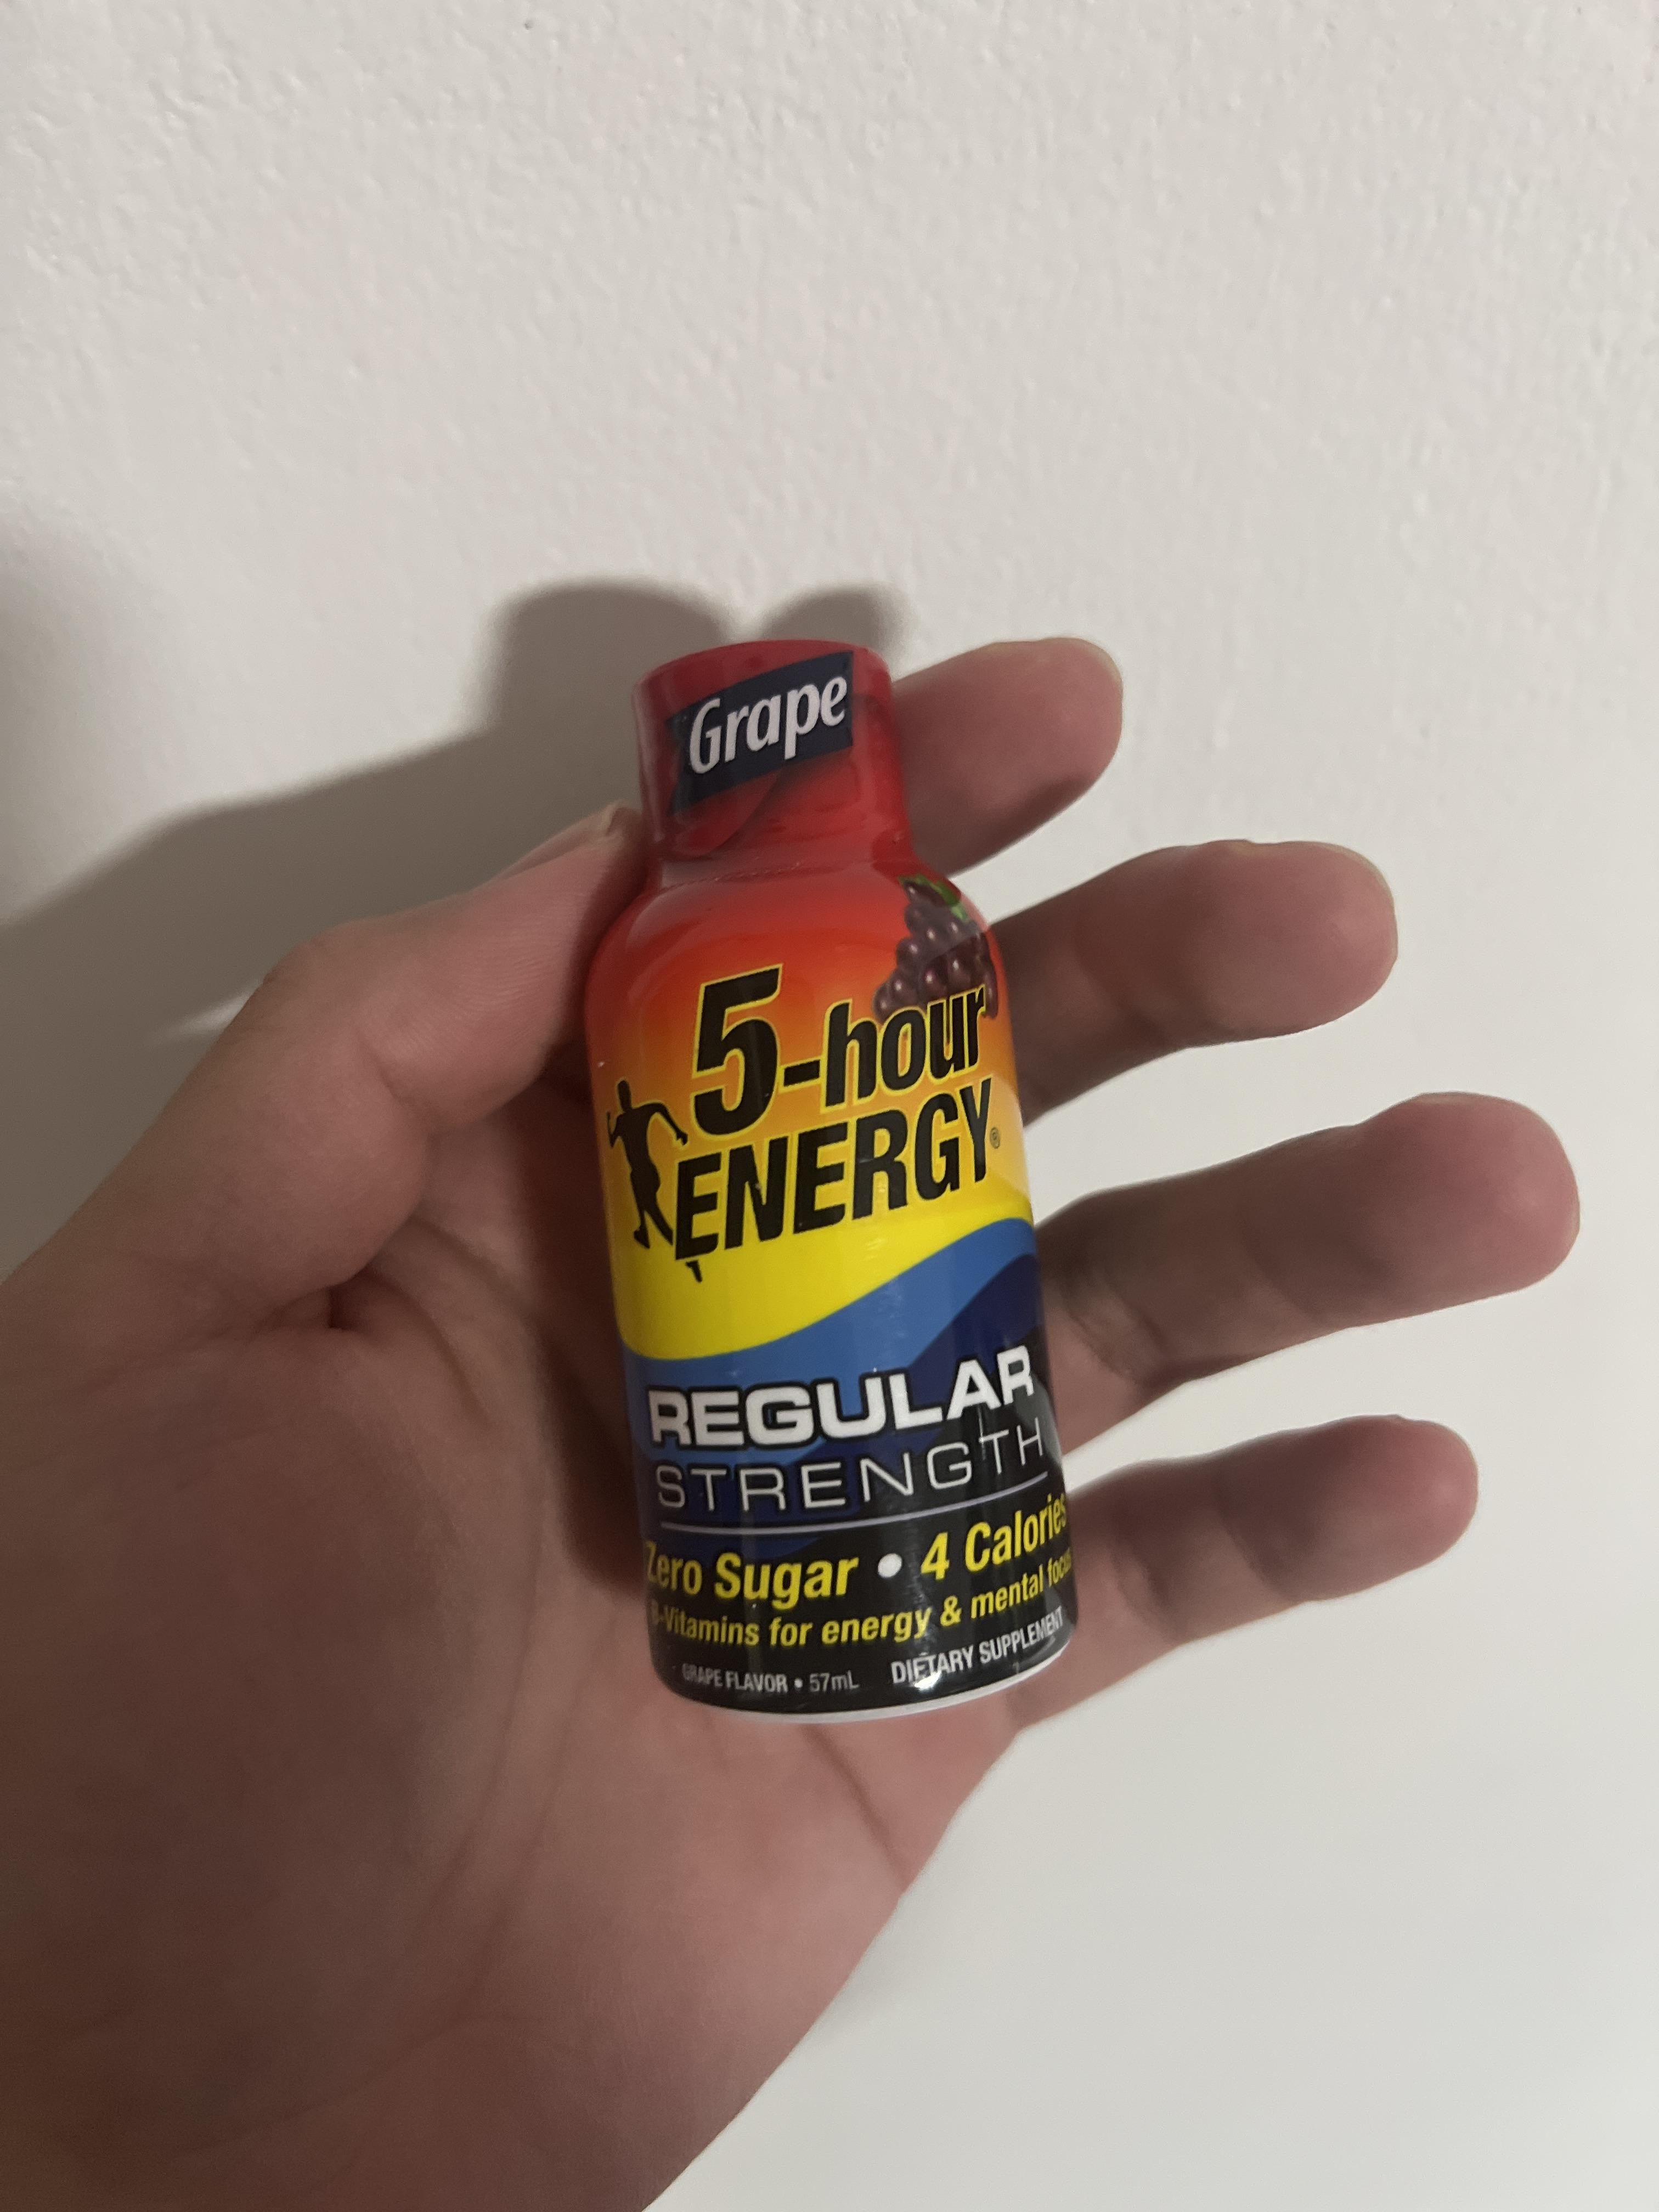 Grape
5-hour
ENERGY®
REGULAR
STRENGTH
Zero Sugar • 4 Calories
B-Vitamins for energy & mental focus
GRAPE FLAVOR • 57mL DIETARY SUPPLEMENT